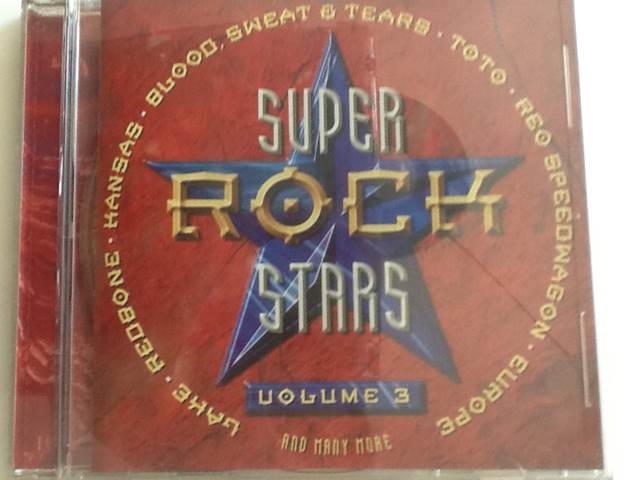 LAKE · REDBONE · KANSAS · BLOOD, SWEAT & TEARS · TOTO · REO SPEEDWAGON · EUROPE
SUPER
ROCK
STARS
VOLUME 3
AND MANY MORE